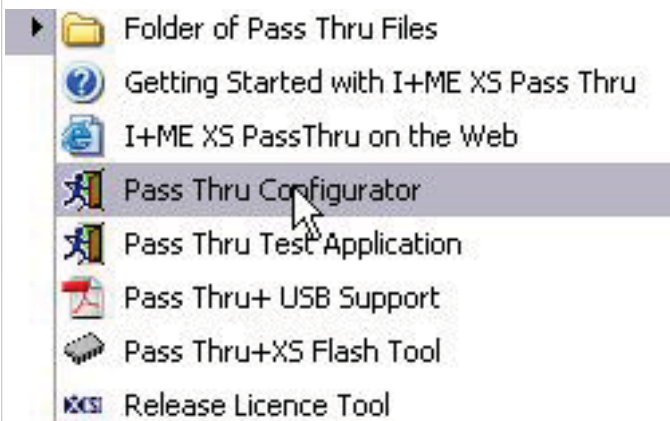 Folder of Pass Thru Files
Getting Started with I+ME XS Pass Thru
I+ME XS PassThru on the Web
Pass Thru Configurator
Pass Thru Test Application
Pass Thru+ USB Support
Pass Thru+XS Flash Tool
Release Licence Tool